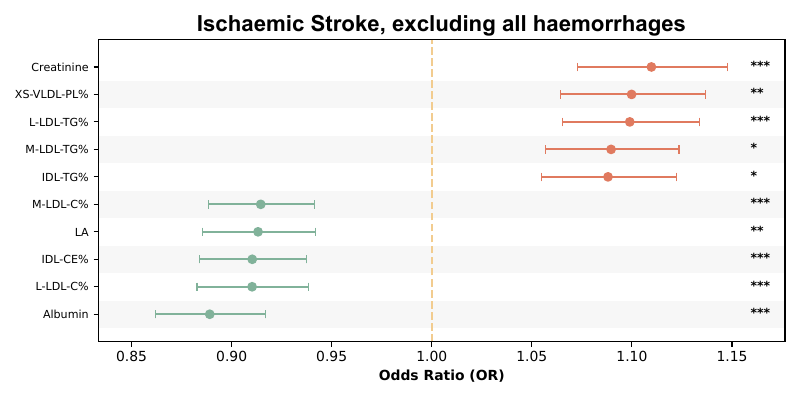 Ischaemic Stroke, excluding all haemorrhages
Creatinine ***
XS-VLDL-PL% **
L-LDL-TG% ***
M-LDL-TG% *
IDL-TG% *
M-LDL-C% ***
LA **
IDL-CE% ***
L-LDL-C% ***
Albumin ***
0.85 0.90 0.95 1.00 1.05 1.10 1.15
Odds Ratio (OR)